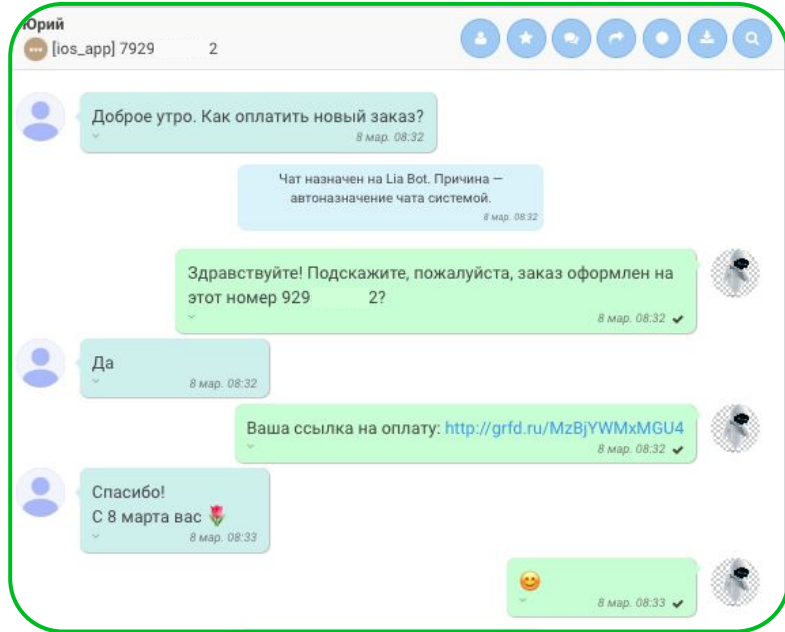 Юрий
[ios_app] 7929 2
Доброе утро. Как оплатить новый заказ?
8 мар. 08:32
Чат назначен на Lia Bot. Причина —
автоназначение чата системой.
8 мар. 08:32
Здравствуйте! Подскажите, пожалуйста, заказ оформлен на
этот номер 929 2?
8 мар. 08:32
Да
8 мар. 08:32
Ваша ссылка на оплату: http://grfd.ru/MzBjYWMxMGU4
8 мар. 08:32
Спасибо!
С 8 марта вас 🌷
8 мар. 08:33
😊
8 мар. 08:33